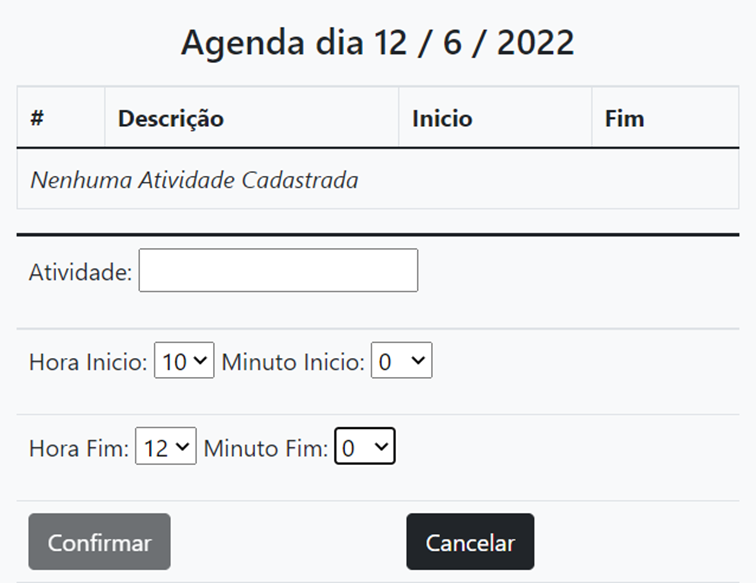 Agenda dia 12 / 6 / 2022
# Descrição Inicio Fim
Nenhuma Atividade Cadastrada
Atividade:
Hora Inicio: 10 Minuto Inicio: 0
Hora Fim: 12 Minuto Fim: 0
Confirmar Cancelar